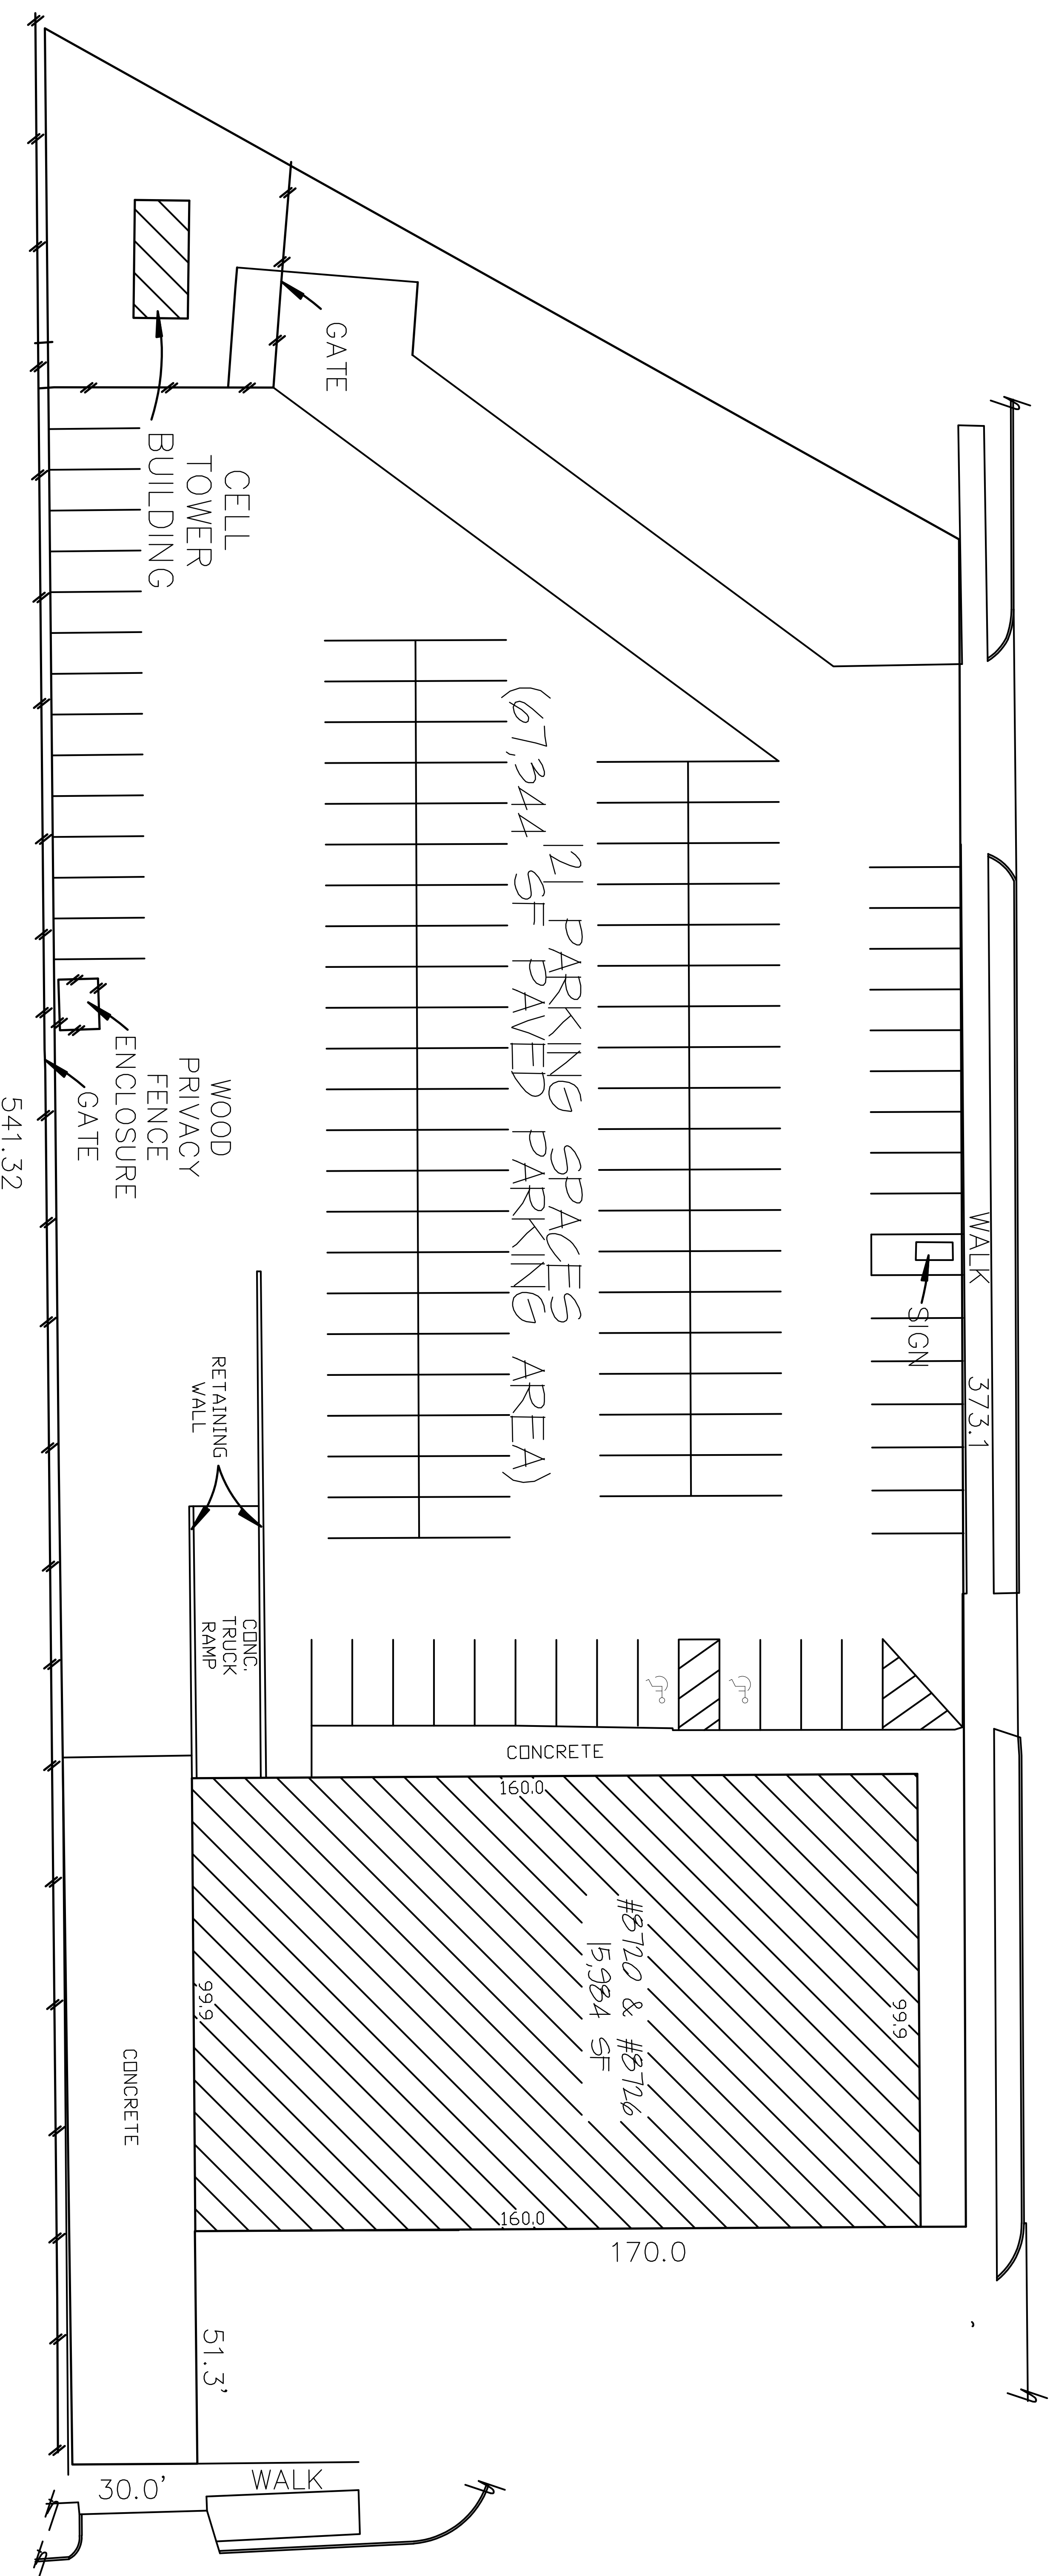 GATE
CELL
TOWER
BUILDING
121 PARKING SPACES
(67,344 SF PAVED PARKING AREA)
WOOD
PRIVACY
FENCE
ENCLOSURE
GATE
541.32
WALK
373.1
SIGN
RETAINING
WALL
CONC.
TRUCK
RAMP
CONCRETE
160.0
99.9
#8720 & #8726
15,984 SF
99.9
160.0
CONCRETE
170.0
51.3'
30.0'
WALK